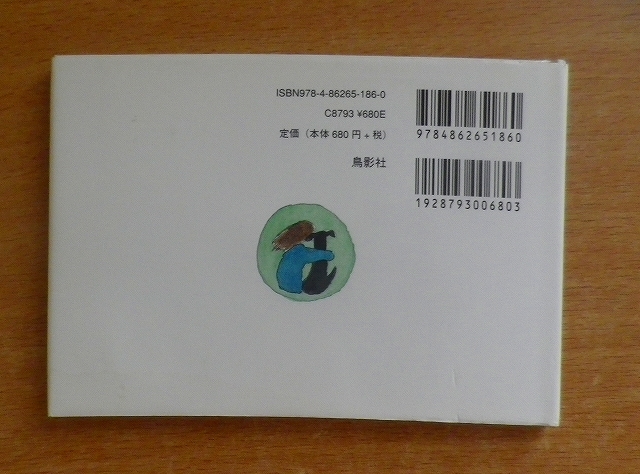 ISBN978-4-86265-186-0
C8793 ¥680E
定価（本体 680 円 + 税）
鳥影社
9784862651860
1928793006803